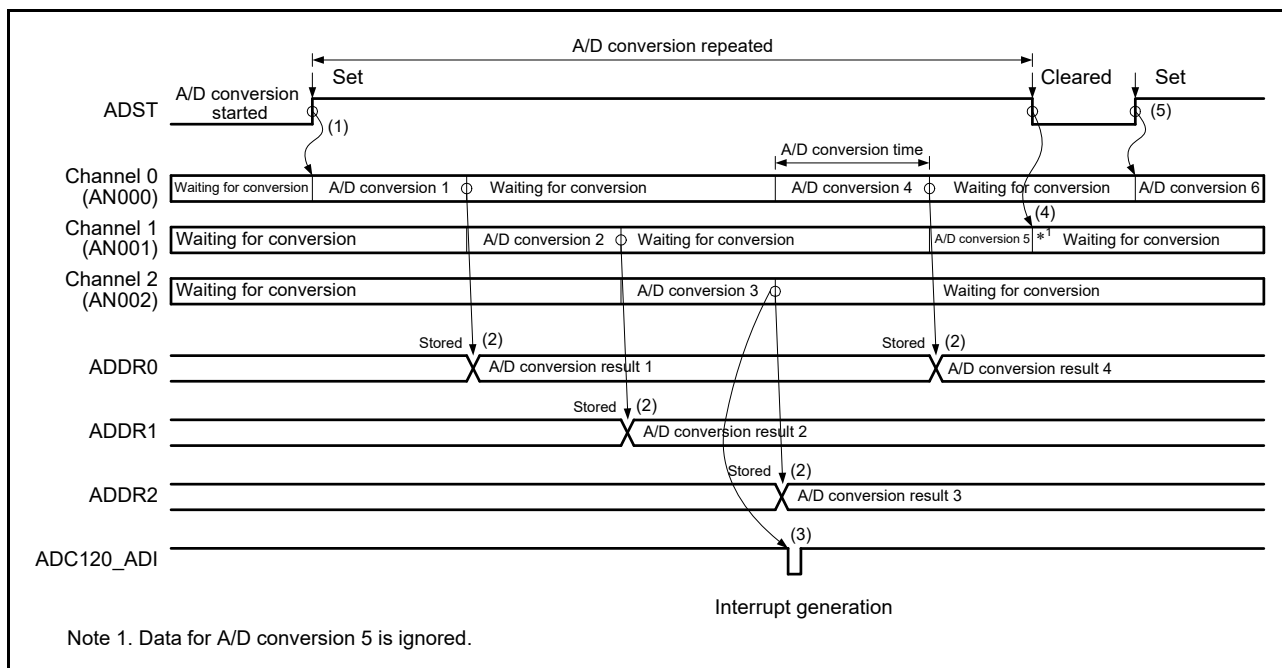 A/D conversion repeated
Set
Cleared
Set
ADST
A/D conversion
started
(1)
(5)
A/D conversion time
Channel 0
(AN000)
Waiting for conversion
A/D conversion 1
Waiting for conversion
A/D conversion 4
Waiting for conversion
A/D conversion 6
(4)
Channel 1
(AN001)
Waiting for conversion
A/D conversion 2
Waiting for conversion
A/D conversion 5
*1
Waiting for conversion
Channel 2
(AN002)
Waiting for conversion
A/D conversion 3
Waiting for conversion
Stored
(2)
Stored
(2)
ADDR0
A/D conversion result 1
A/D conversion result 4
Stored
(2)
ADDR1
A/D conversion result 2
Stored
(2)
ADDR2
A/D conversion result 3
(3)
ADC120_ADI
Interrupt generation
Note 1. Data for A/D conversion 5 is ignored.